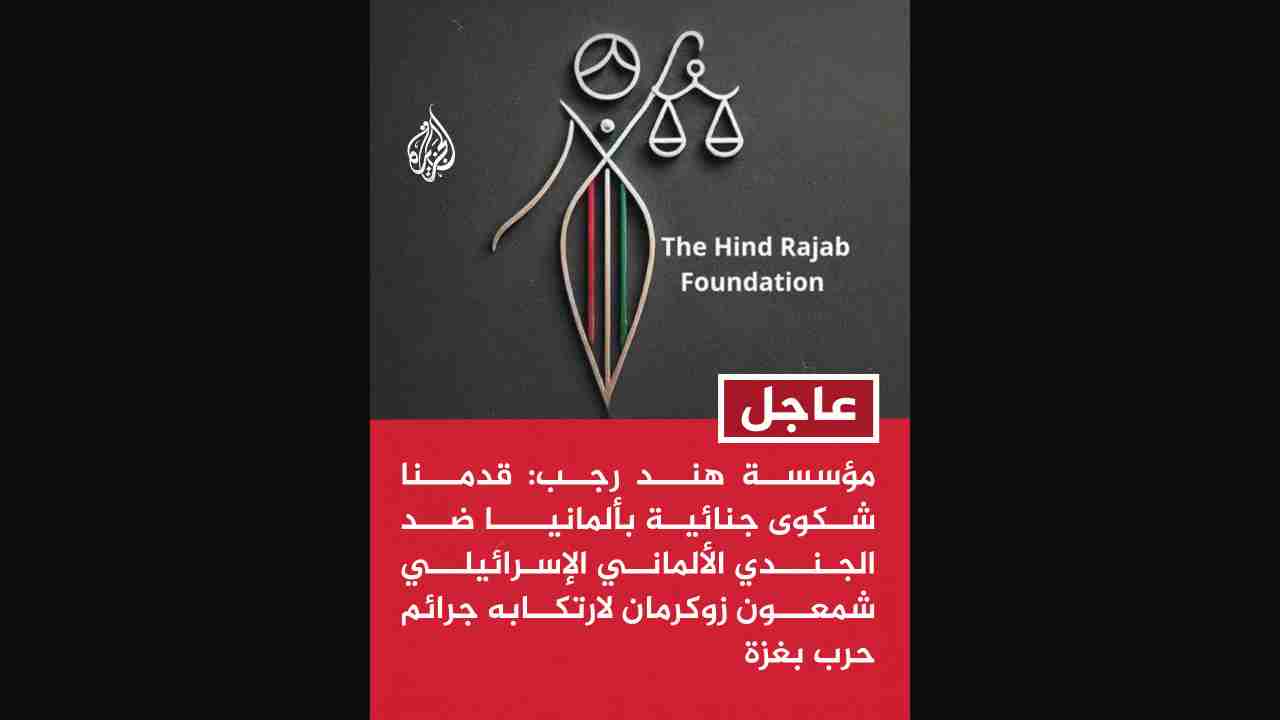 الجزيرة
The Hind Rajab
Foundation
عاجل
مؤسسة هند رجب: قدمنا
شكوى جنائية بألمانيا ضد
الجندي الألماني الإسرائيلي
شمعون زوكرمان لارتكابه جرائم
حرب بغزة